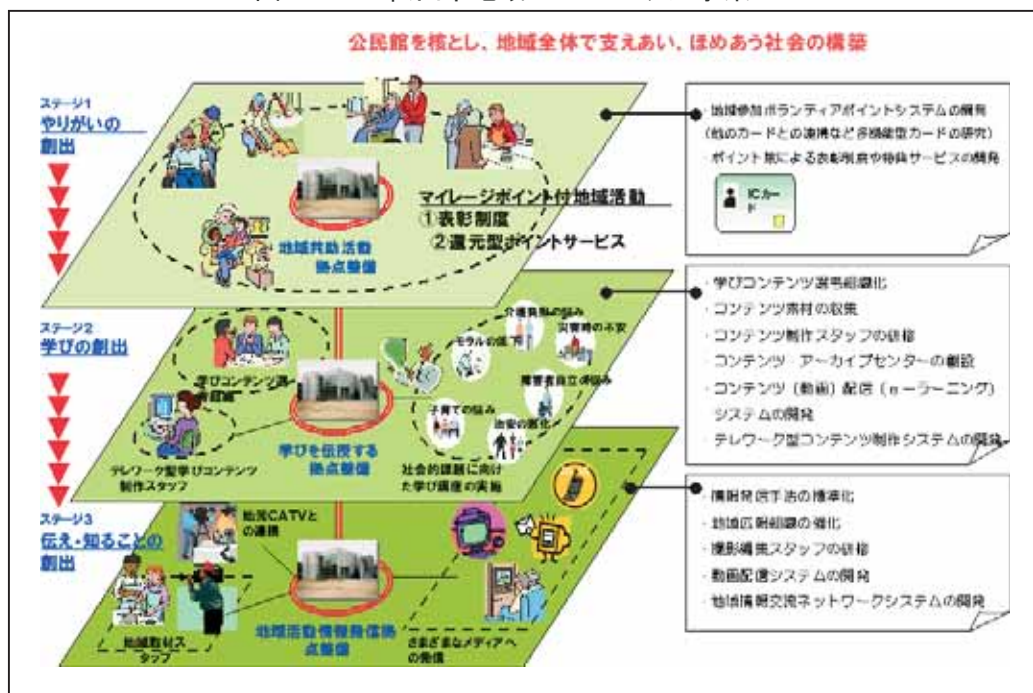 公民館を核とし、地域全体で支えあい、ほめあう社会の構築
ステージ1
やりがいの
創出
マイレージポイント付地域活動
①表彰制度
②還元型ポイントサービス
地域共助活動
拠点整備
・地域参加ボランティアポイントシステムの開発
(他のカードとの連携など多機能型カードの研究)
・ポイント数による表彰制度や特典サービスの開発
ICカー
ド
ステージ2
学びの創出
学びコンテンツ選
テレワーク型学びコンテンツ
制作スタッフ
学びを伝授する
拠点整備
介護負担の悩み
災害時の不安
モラルの低下
障害者自立の悩み
子育ての悩み
治安の悪化
社会的課題に向け
た学び講座の実施
・学びコンテンツ選考組織化
・コンテンツ素材の収集
・コンテンツ制作スタッフの研修
・コンテンツ アーカイブセンターの創設
・コンテンツ(動画)配信(eーラーニング)
システムの開発
・テレワーク型コンテンツ制作システムの開発
ステージ3
伝え・知ることの
創出
地元CATVと
の連携
地域取材ス
タッフ
地域活動情報発信拠
点整備
さまざまなメディアへ
の発信
・情報発信手法の標準化
・地域広報組織の強化
・撮影編集スタッフの研修
・動画配信システムの開発
・地域情報交流ネットワークシステムの開発